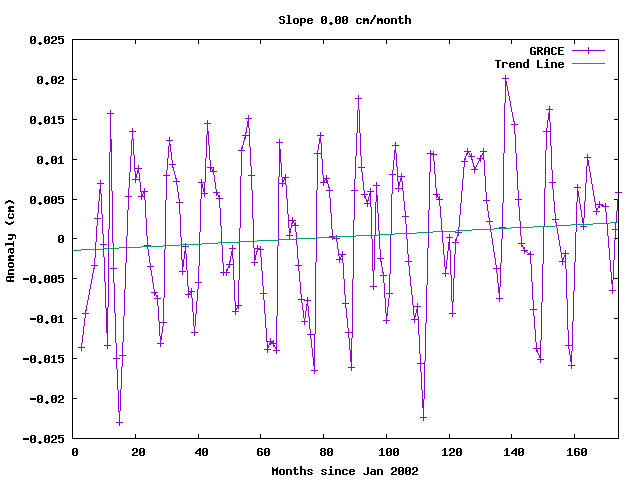 Slope 0.00 cm/month
0.025
0.02
0.015
0.01
0.005
0
-0.005
-0.01
-0.015
-0.02
-0.025
Anomaly (cm)
GRACE
Trend Line
0 20 40 60 80 100 120 140 160
Months since Jan 2002